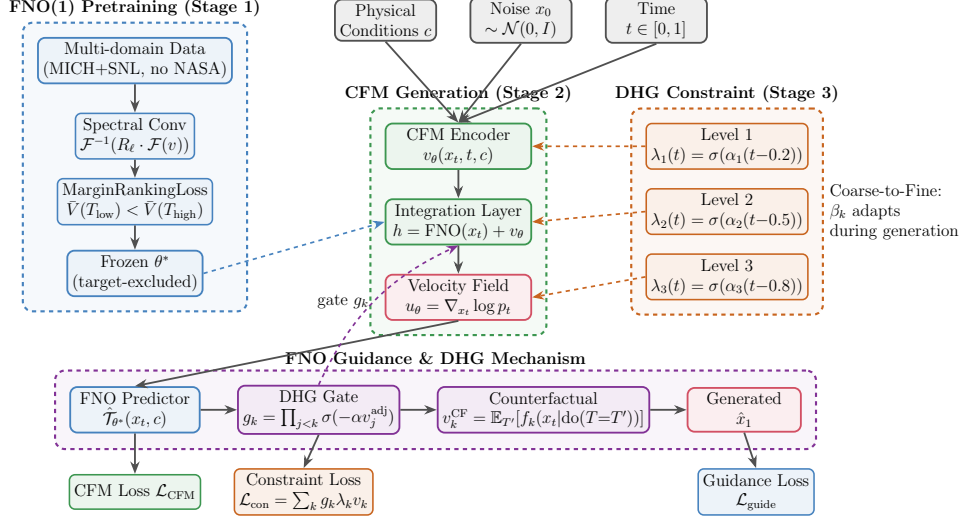 FNO(1) Pretraining (Stage 1)
Multi-domain Data
(MICH+SNL, no NASA)
Spectral Conv
$\mathcal{F}^{-1}(R_\ell \cdot \mathcal{F}(v))$
MarginRankingLoss
$\bar{V}(T_{\text{low}}) < \bar{V}(T_{\text{high}})$
Frozen $\theta^*$
(target-excluded)
Physical
Conditions $c$
Noise $x_0$
$\sim \mathcal{N}(0, I)$
Time
$t \in [0, 1]$
CFM Generation (Stage 2)
CFM Encoder
$v_\theta(x_t, t, c)$
Integration Layer
$h = \text{FNO}(x_t) + v_\theta$
Velocity Field
$u_\theta = \nabla_{x_t} \log p_t$
gate $g_k$
DHG Constraint (Stage 3)
Level 1
$\lambda_1(t) = \sigma(\alpha_1(t{-}0.2))$
Level 2
$\lambda_2(t) = \sigma(\alpha_2(t{-}0.5))$
Level 3
$\lambda_3(t) = \sigma(\alpha_3(t{-}0.8))$
Coarse-to-Fine:
$\beta_k$ adapts
during generation
FNO Guidance & DHG Mechanism
FNO Predictor
$\hat{\mathcal{T}}_{\theta^*}(x_t, c)$
DHG Gate
$g_k = \prod_{j<k} \sigma(-\alpha v_j^{\text{adj}})$
Counterfactual
$v_k^{\text{CF}} = \mathbb{E}_{T'}[f_k(x_t|\text{do}(T{=}T'))]$
Generated
$\hat{x}_1$
CFM Loss $\mathcal{L}_{\text{CFM}}$
Constraint Loss
$\mathcal{L}_{\text{con}} = \sum_k g_k \lambda_k v_k$
Guidance Loss
$\mathcal{L}_{\text{guide}}$